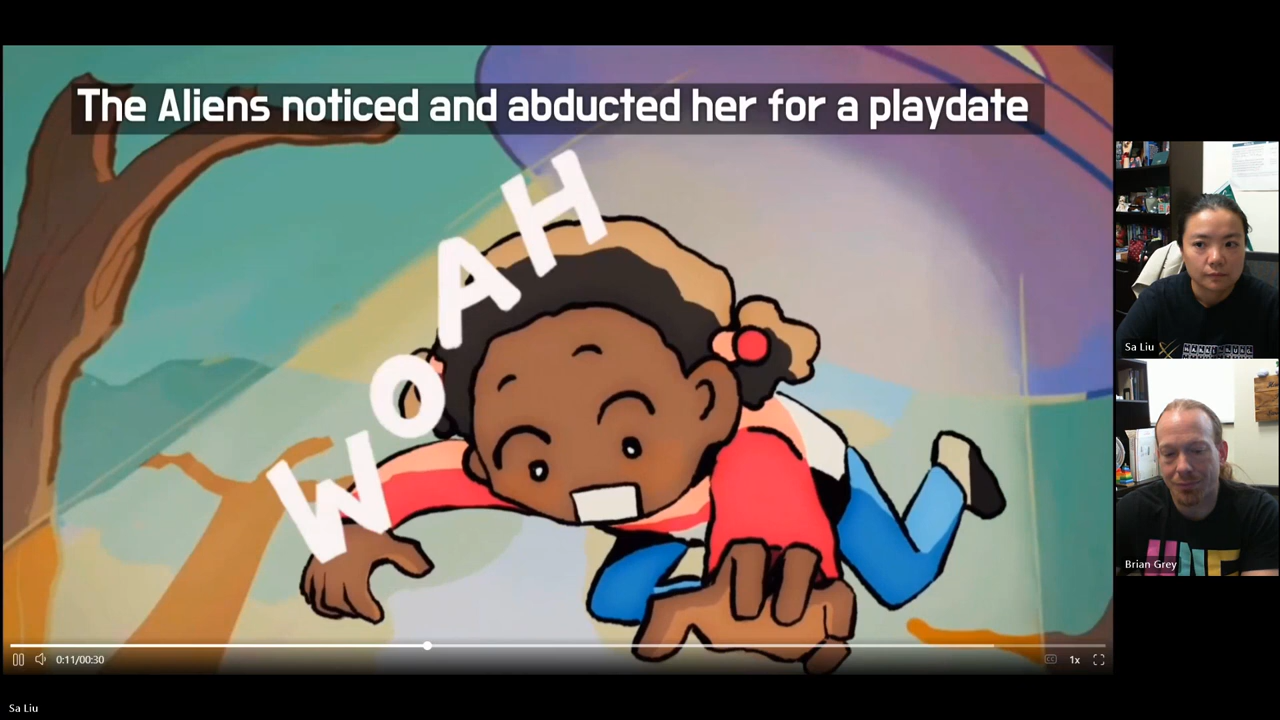 The Aliens noticed and abducted her for a playdate
WOAH
0:11/00:30
1x
Sa Liu
Brian Grey
Sa Liu